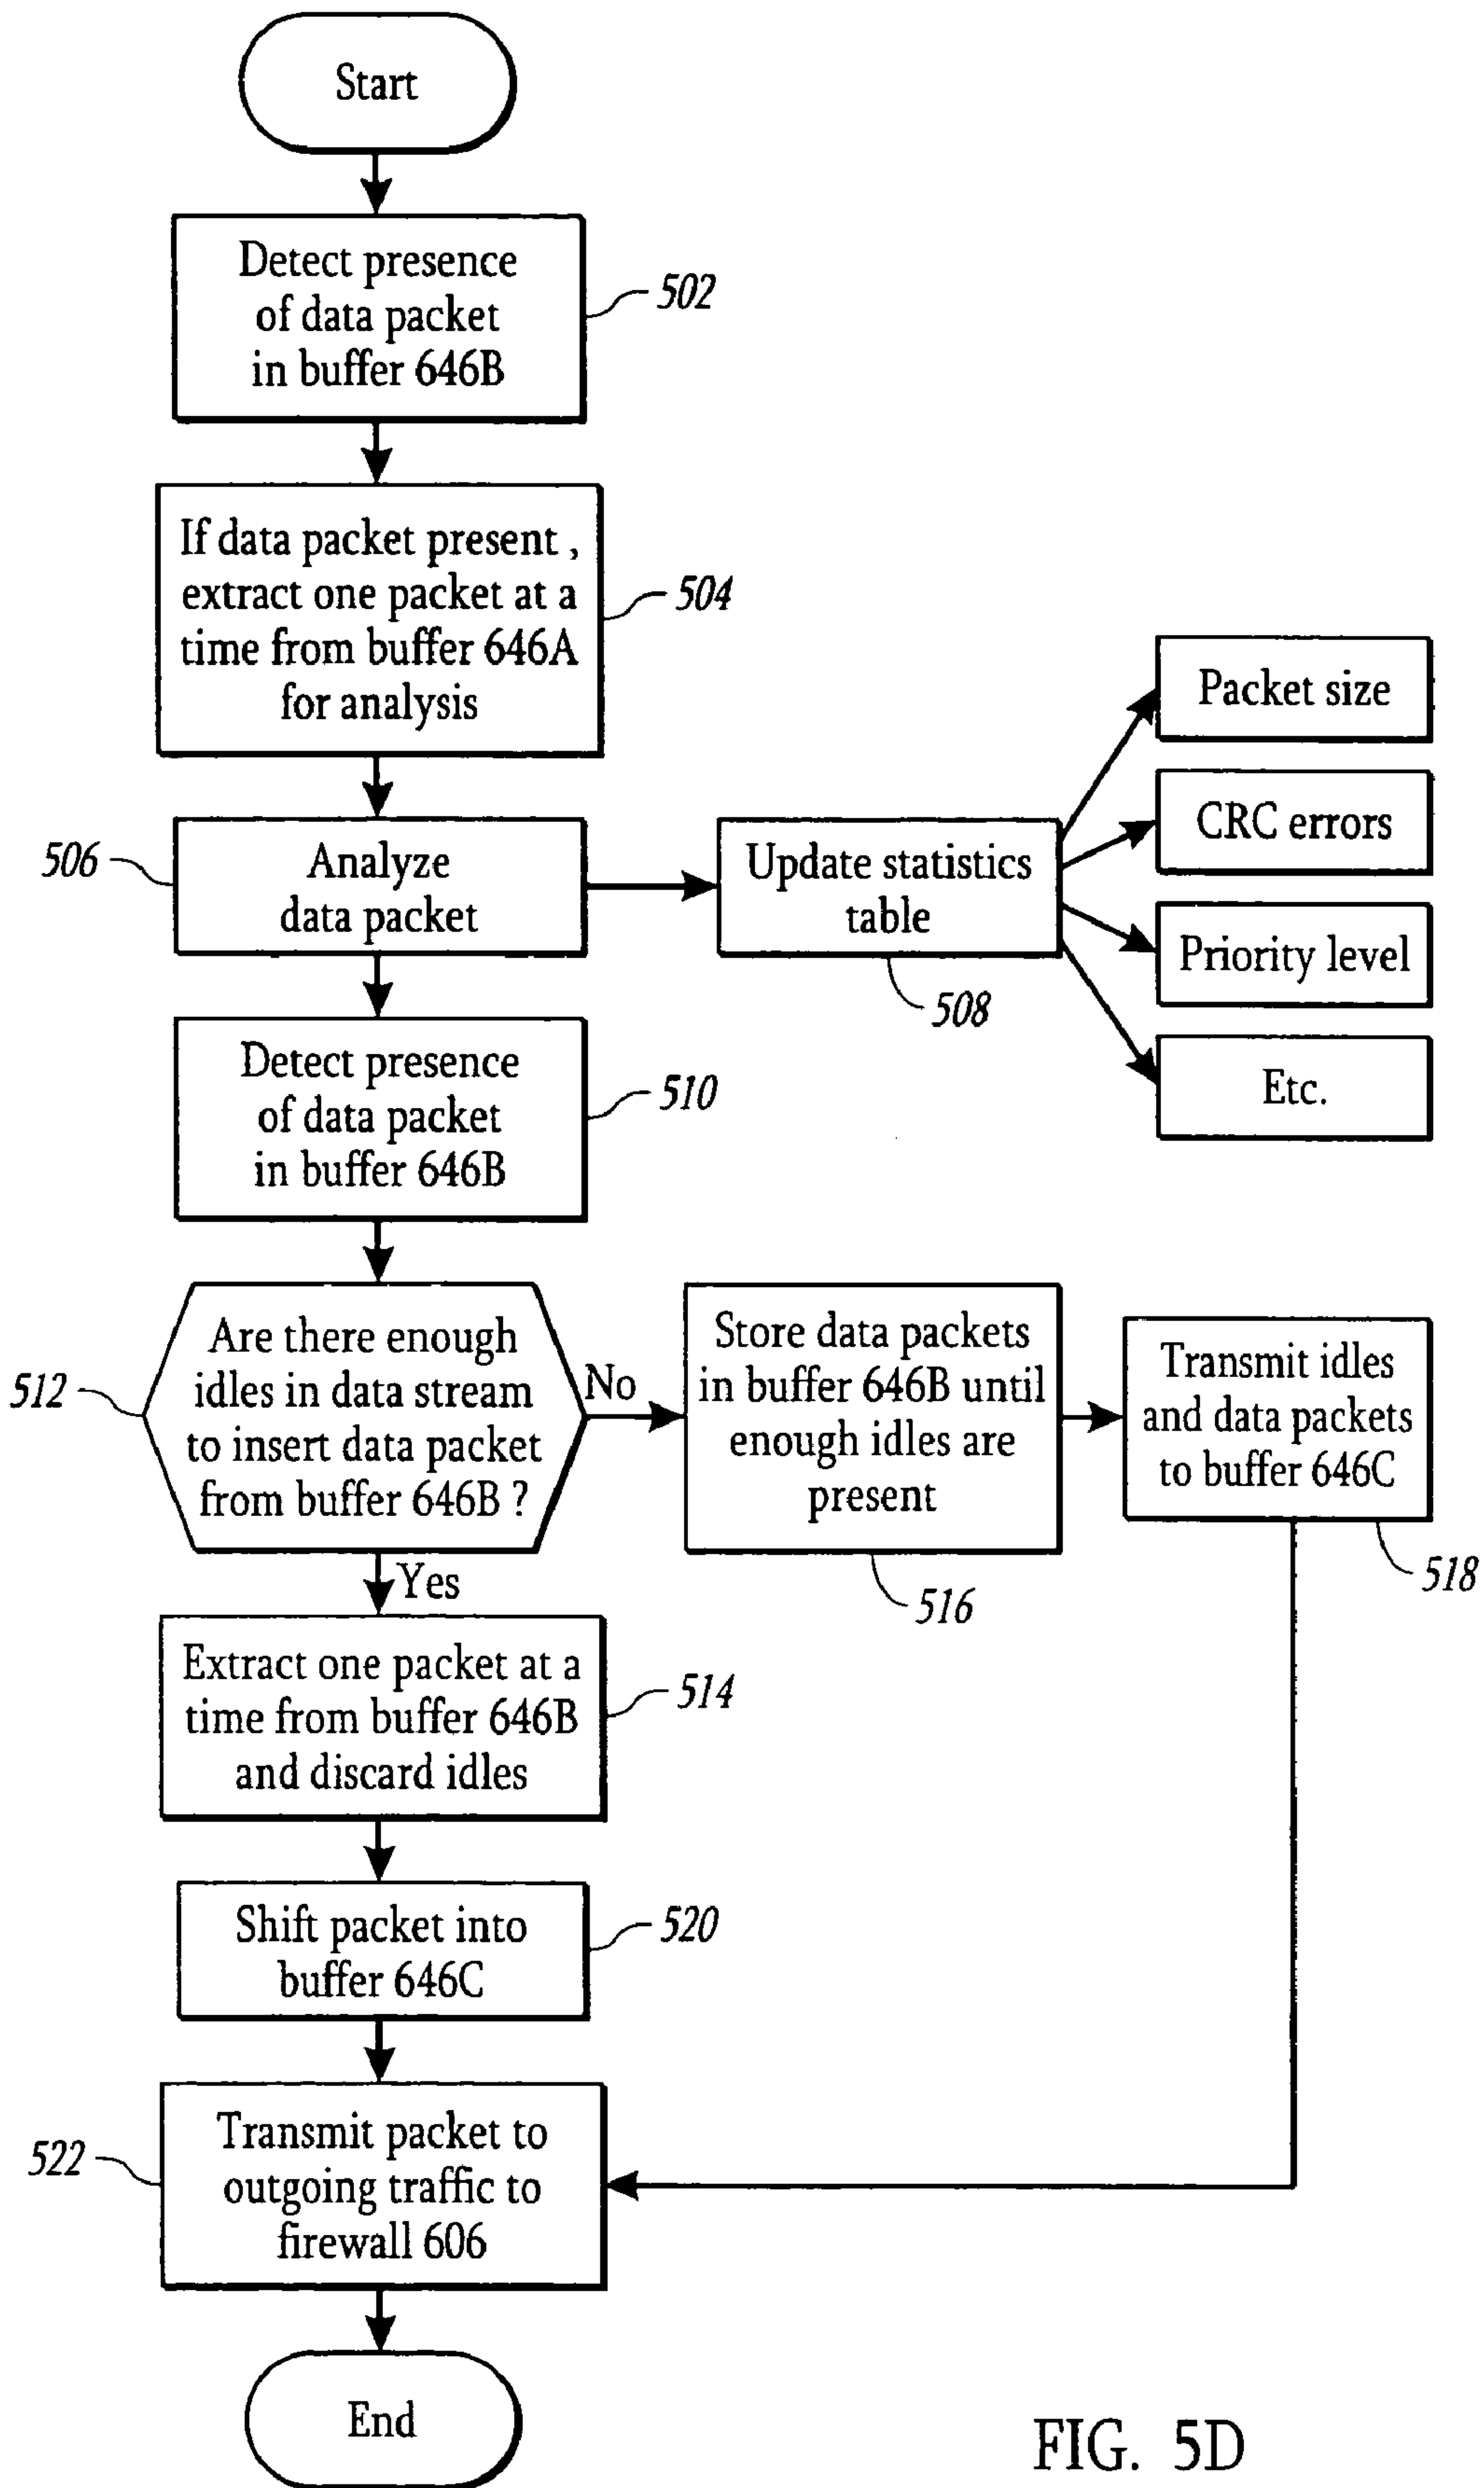 Start
Detect presence
of data packet
in buffer 646B
502
If data packet present ,
extract one packet at a
time from buffer 646A
for analysis
504
506
Analyze
data packet
Update statistics
table
508
Packet size
CRC errors
Priority level
Etc.
Detect presence
of data packet
in buffer 646B
510
512
Are there enough
idles in data stream
to insert data packet
from buffer 646B ?
No
Store data packets
in buffer 646B until
enough idles are
present
516
Transmit idles
and data packets
to buffer 646C
518
Yes
Extract one packet at a
time from buffer 646B
and discard idles
514
Shift packet into
buffer 646C
520
522
Transmit packet to
outgoing traffic to
firewall 606
End
FIG. 5D